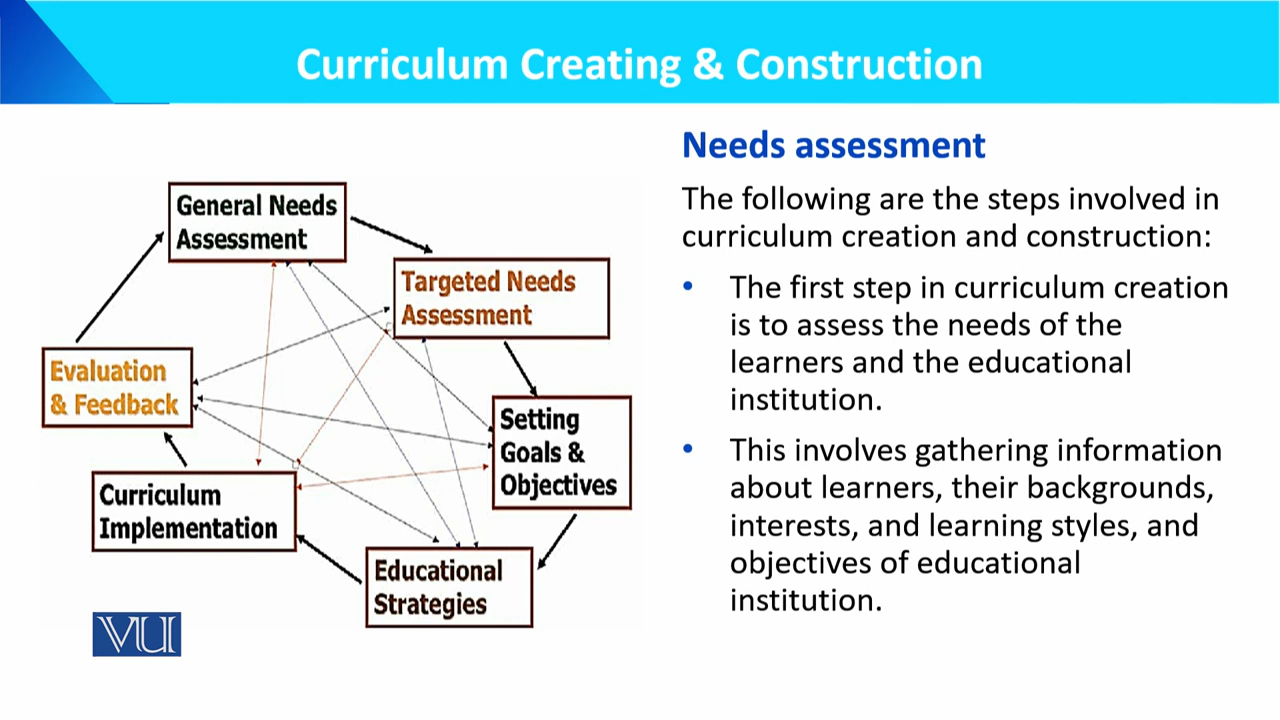 Curriculum Creating & Construction
General Needs
Assessment
Targeted Needs
Assessment
Evaluation
& Feedback
Setting
Goals &
Objectives
Curriculum
Implementation
Educational
Strategies
VU
Needs assessment
The following are the steps involved in
curriculum creation and construction:
• The first step in curriculum creation
is to assess the needs of the
learners and the educational
institution.
• This involves gathering information
about learners, their backgrounds,
interests, and learning styles, and
objectives of educational
institution.